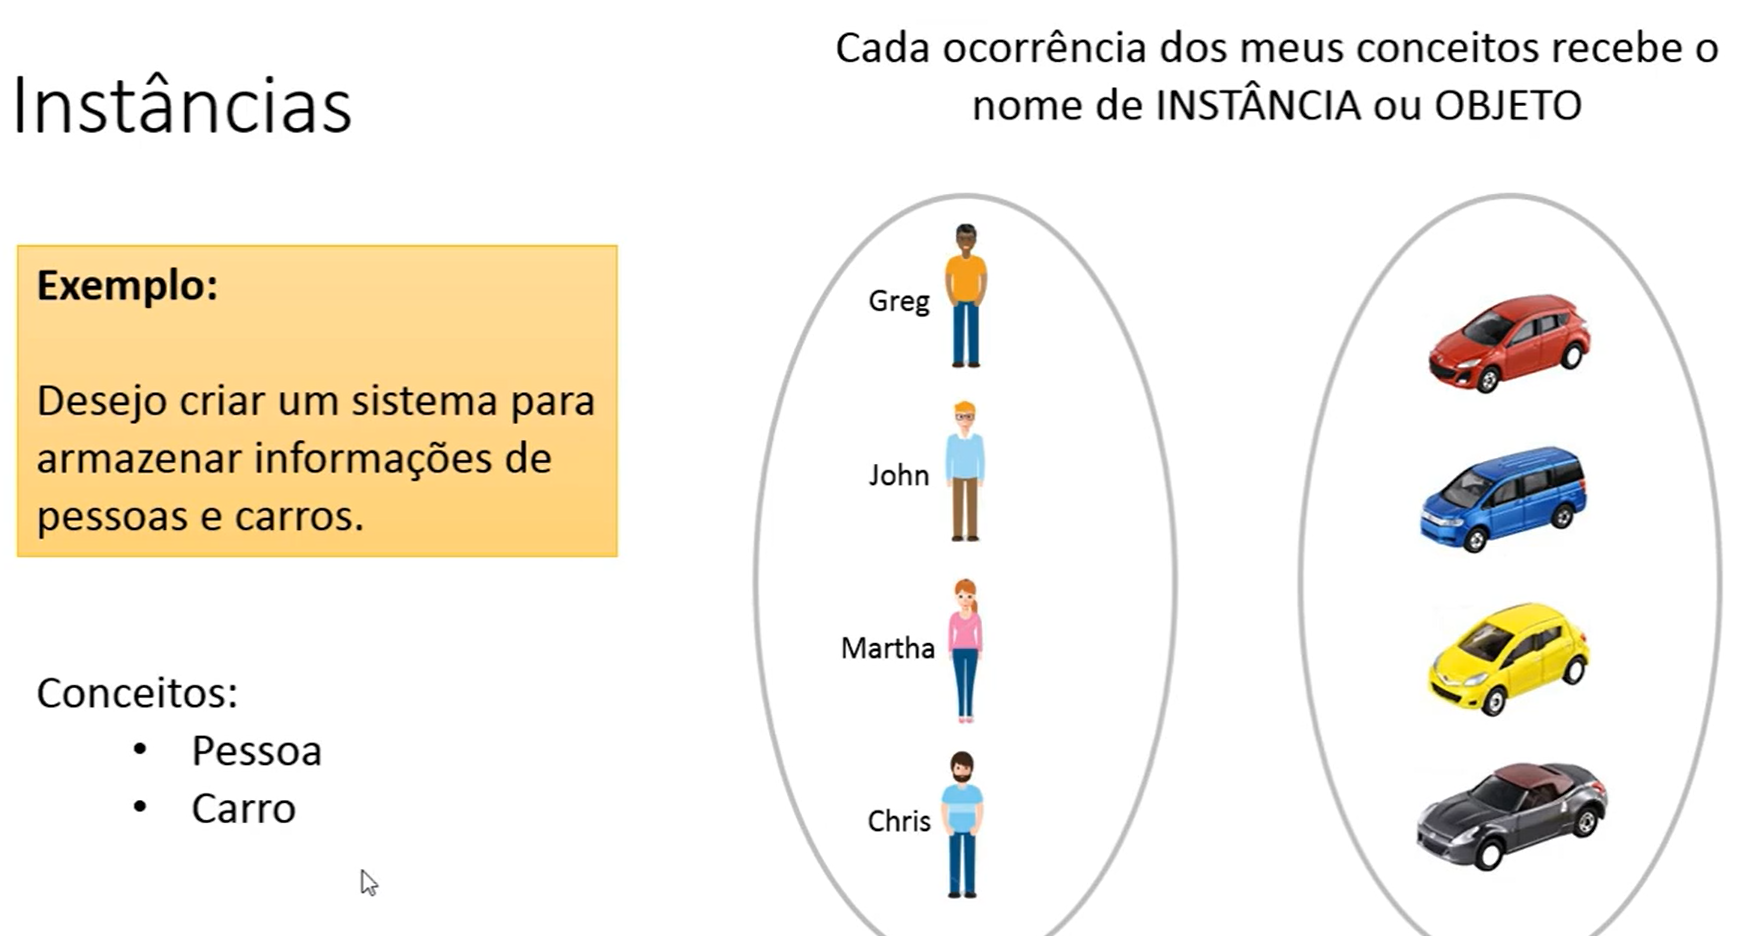 Instâncias
Cada ocorrência dos meus conceitos recebe o
nome de INSTÂNCIA ou OBJETO
Exemplo:
Desejo criar um sistema para
armazenar informações de
pessoas e carros.
Conceitos:
• Pessoa
• Carro
Greg
John
Martha
Chris